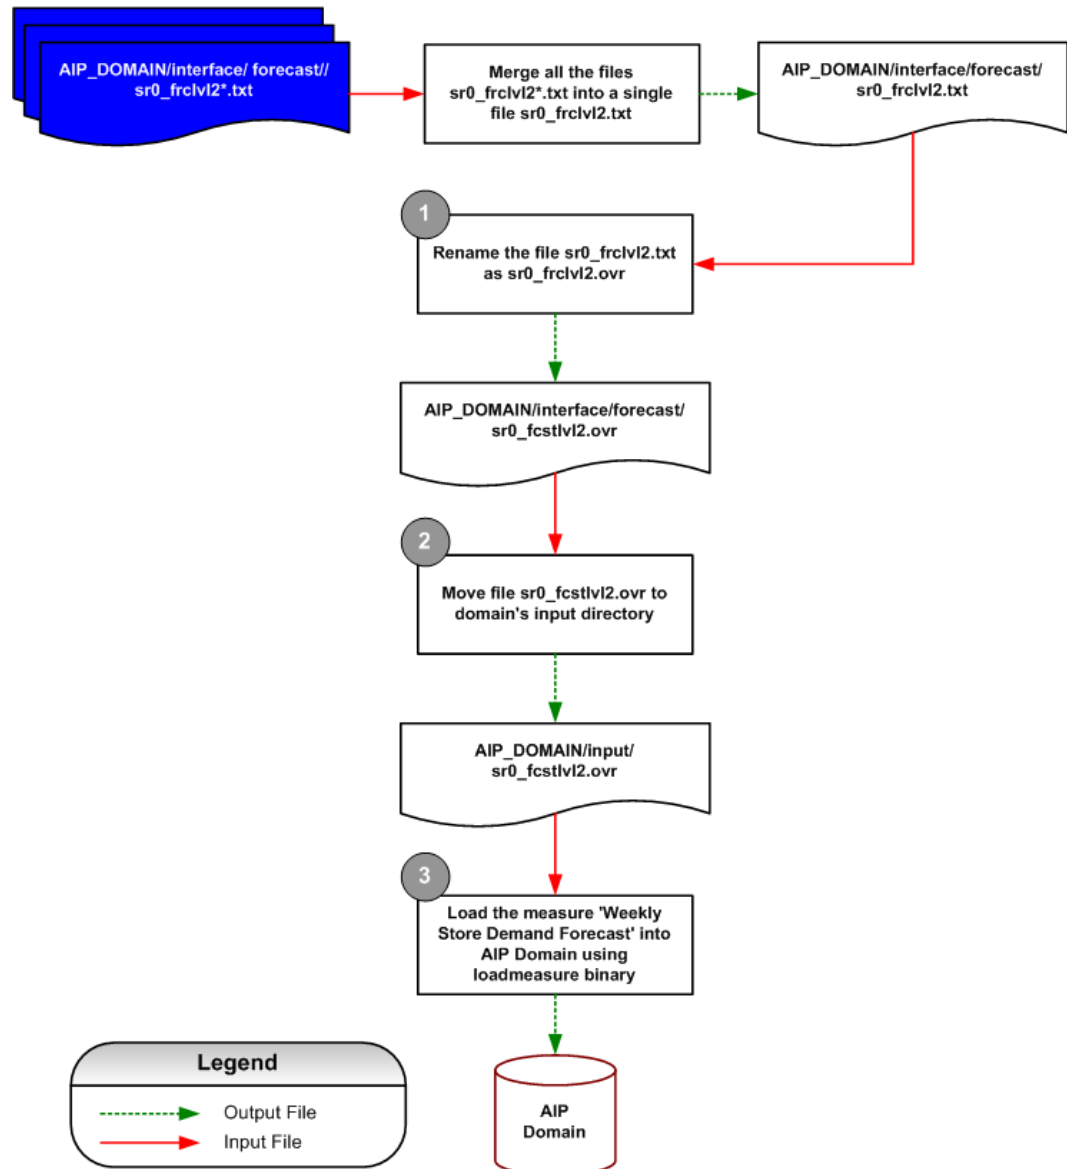 AIP_DOMAIN/interface/ forecast//
sr0_frclvl2*.txt
Merge all the files
sr0_frclvl2*.txt into a single
file sr0_frclvl2.txt
AIP_DOMAIN/interface/forecast/
sr0_frclvl2.txt
1
Rename the file sr0_frclvl2.txt
as sr0_frclvl2.ovr
AIP_DOMAIN/interface/forecast/
sr0_fcstlvl2.ovr
2
Move file sr0_fcstlvl2.ovr to
domain's input directory
AIP_DOMAIN/input/
sr0_fcstlvl2.ovr
3
Load the measure 'Weekly
Store Demand Forecast' into
AIP Domain using
loadmeasure binary
Legend
Output File
Input File
AIP
Domain